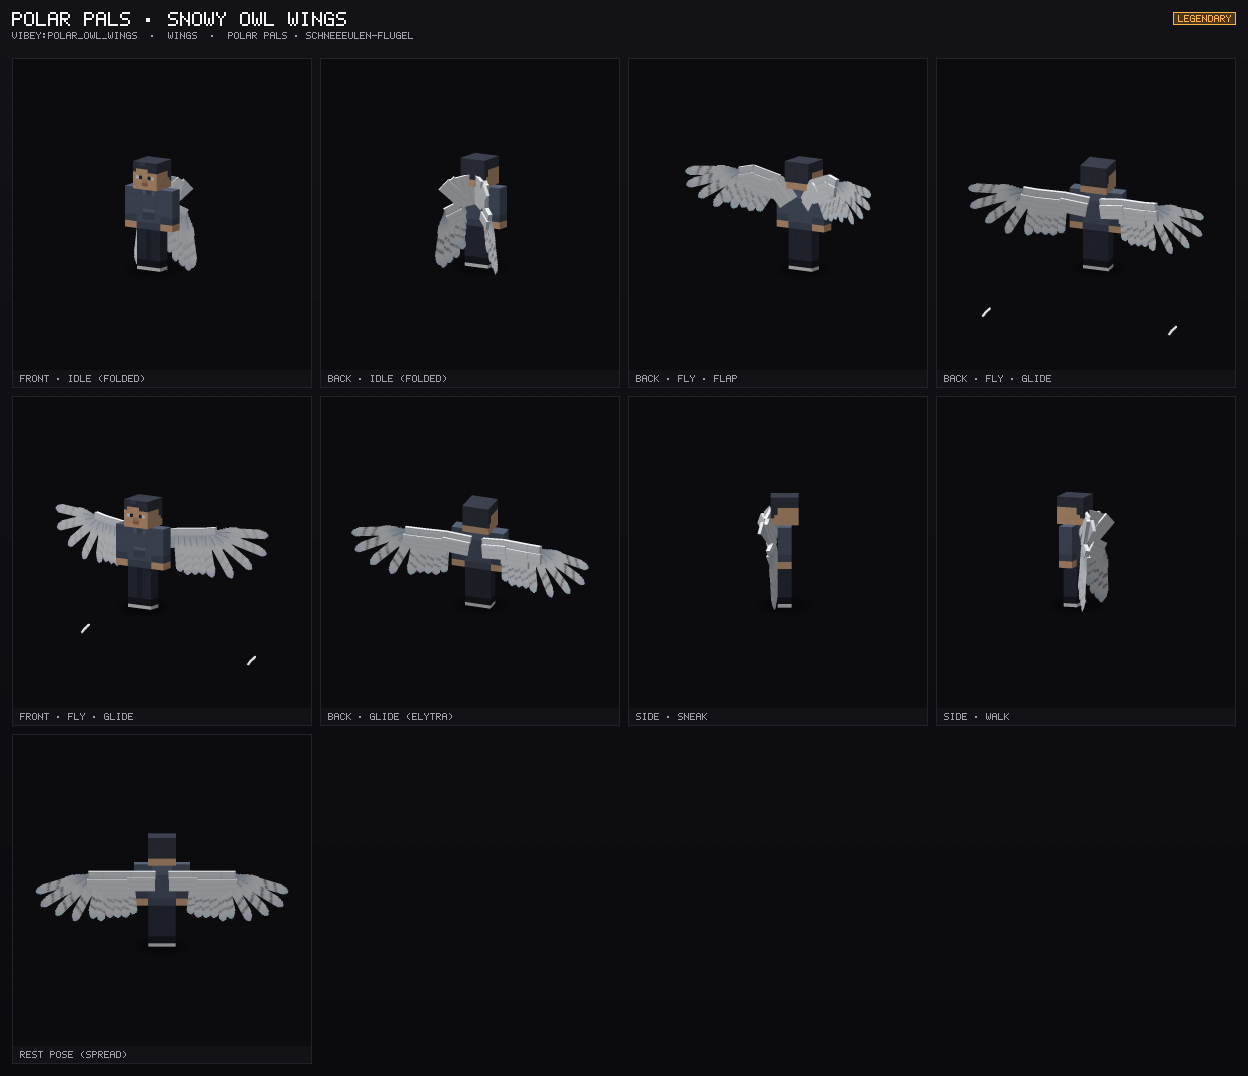 POLAR PALS • SNOWY OWL WINGS
LEGENDARY
VIBEY:POLAR_OWL_WINGS • WINGS • POLAR PALS • SCHNEEEULEN-FLUGEL
FRONT • IDLE (FOLDED)
BACK • IDLE (FOLDED)
BACK • FLY • FLAP
BACK • FLY • GLIDE
FRONT • FLY • GLIDE
BACK • GLIDE (ELYTRA)
SIDE • SNEAK
SIDE • WALK
REST POSE (SPREAD)